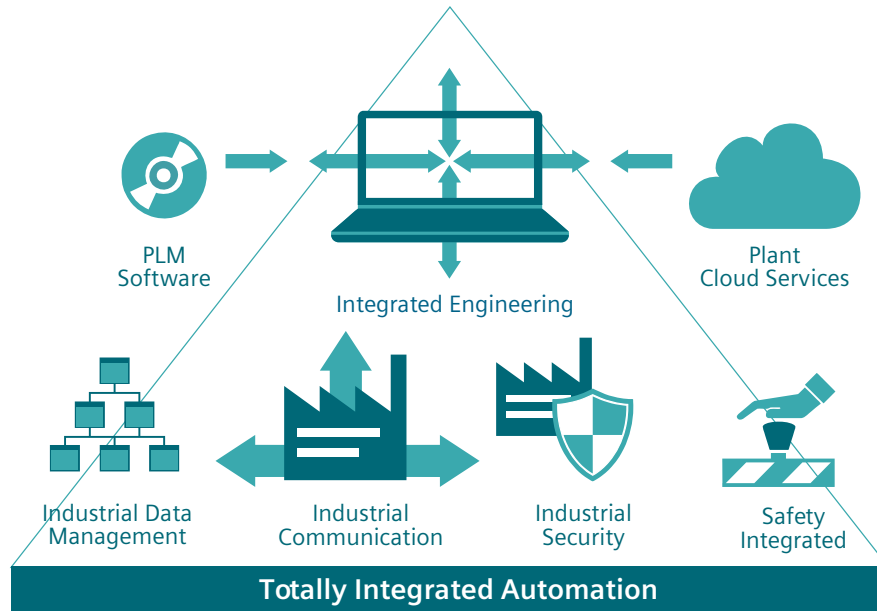 PLM
Software
Plant
Cloud Services
Integrated Engineering
Industrial Data
Management
Industrial
Communication
Industrial
Security
Safety
Integrated
Totally Integrated Automation